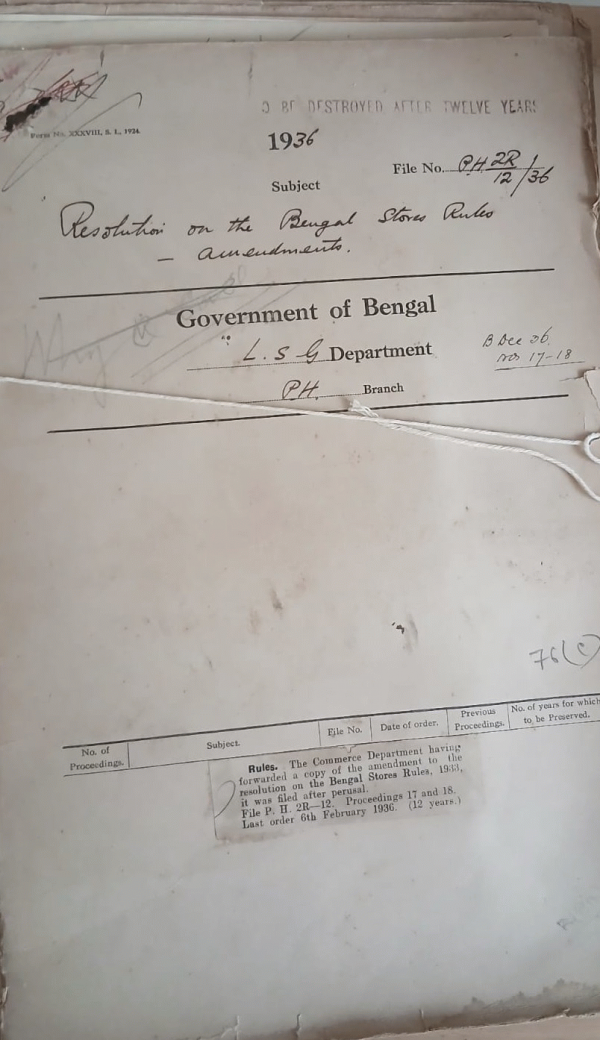 O BE DESTROYED AFTER TWELVE YEARS
Form No. XXXVIII, S. I., 1924.
1936
File No. P.H 2R/12 1/36
Subject
Resolution on the Bengal Stores Rules
— amendments.
Government of Bengal
L. S G Department
B Dec 36
nos 17-18
P.H. Branch
76(C)
No. of Proceedings.
Subject.
File No.
Date of order.
Previous Proceedings.
No. of years for which to be Preserved.
Rules. The Commerce Department having
forwarded a copy of the amendment to the
resolution on the Bengal Stores Rules, 1933,
it was filed after perusal.
File P. H. 2R—12. Proceedings 17 and 18.
Last order 6th February 1936. (12 years.)